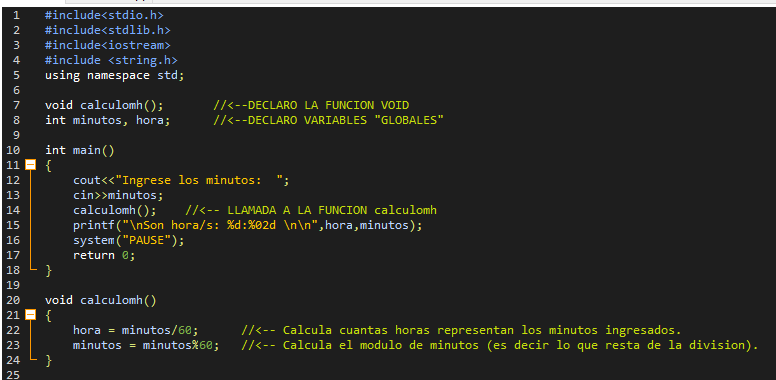 1 #include<stdio.h>
2 #include<stdlib.h>
3 #include<iostream>
4 #include <string.h>
5 using namespace std;
6
7 void calculomh(); //<--DECLARO LA FUNCION VOID
8 int minutos, hora; //<--DECLARO VARIABLES "GLOBALES"
9
10 int main()
11 {
12 cout<<"Ingrese los minutos:  ";
13 cin>>minutos;
14 calculomh(); //<-- LLAMADA A LA FUNCION calculomh
15 printf("\nSon hora/s: %d:%02d \n\n",hora,minutos);
16 system("PAUSE");
17 return 0;
18 }
19
20 void calculomh()
21 {
22 hora = minutos/60; //<-- Calcula cuantas horas representan los minutos ingresados.
23 minutos = minutos%60; //<-- Calcula el modulo de minutos (es decir lo que resta de la division).
24 }
25